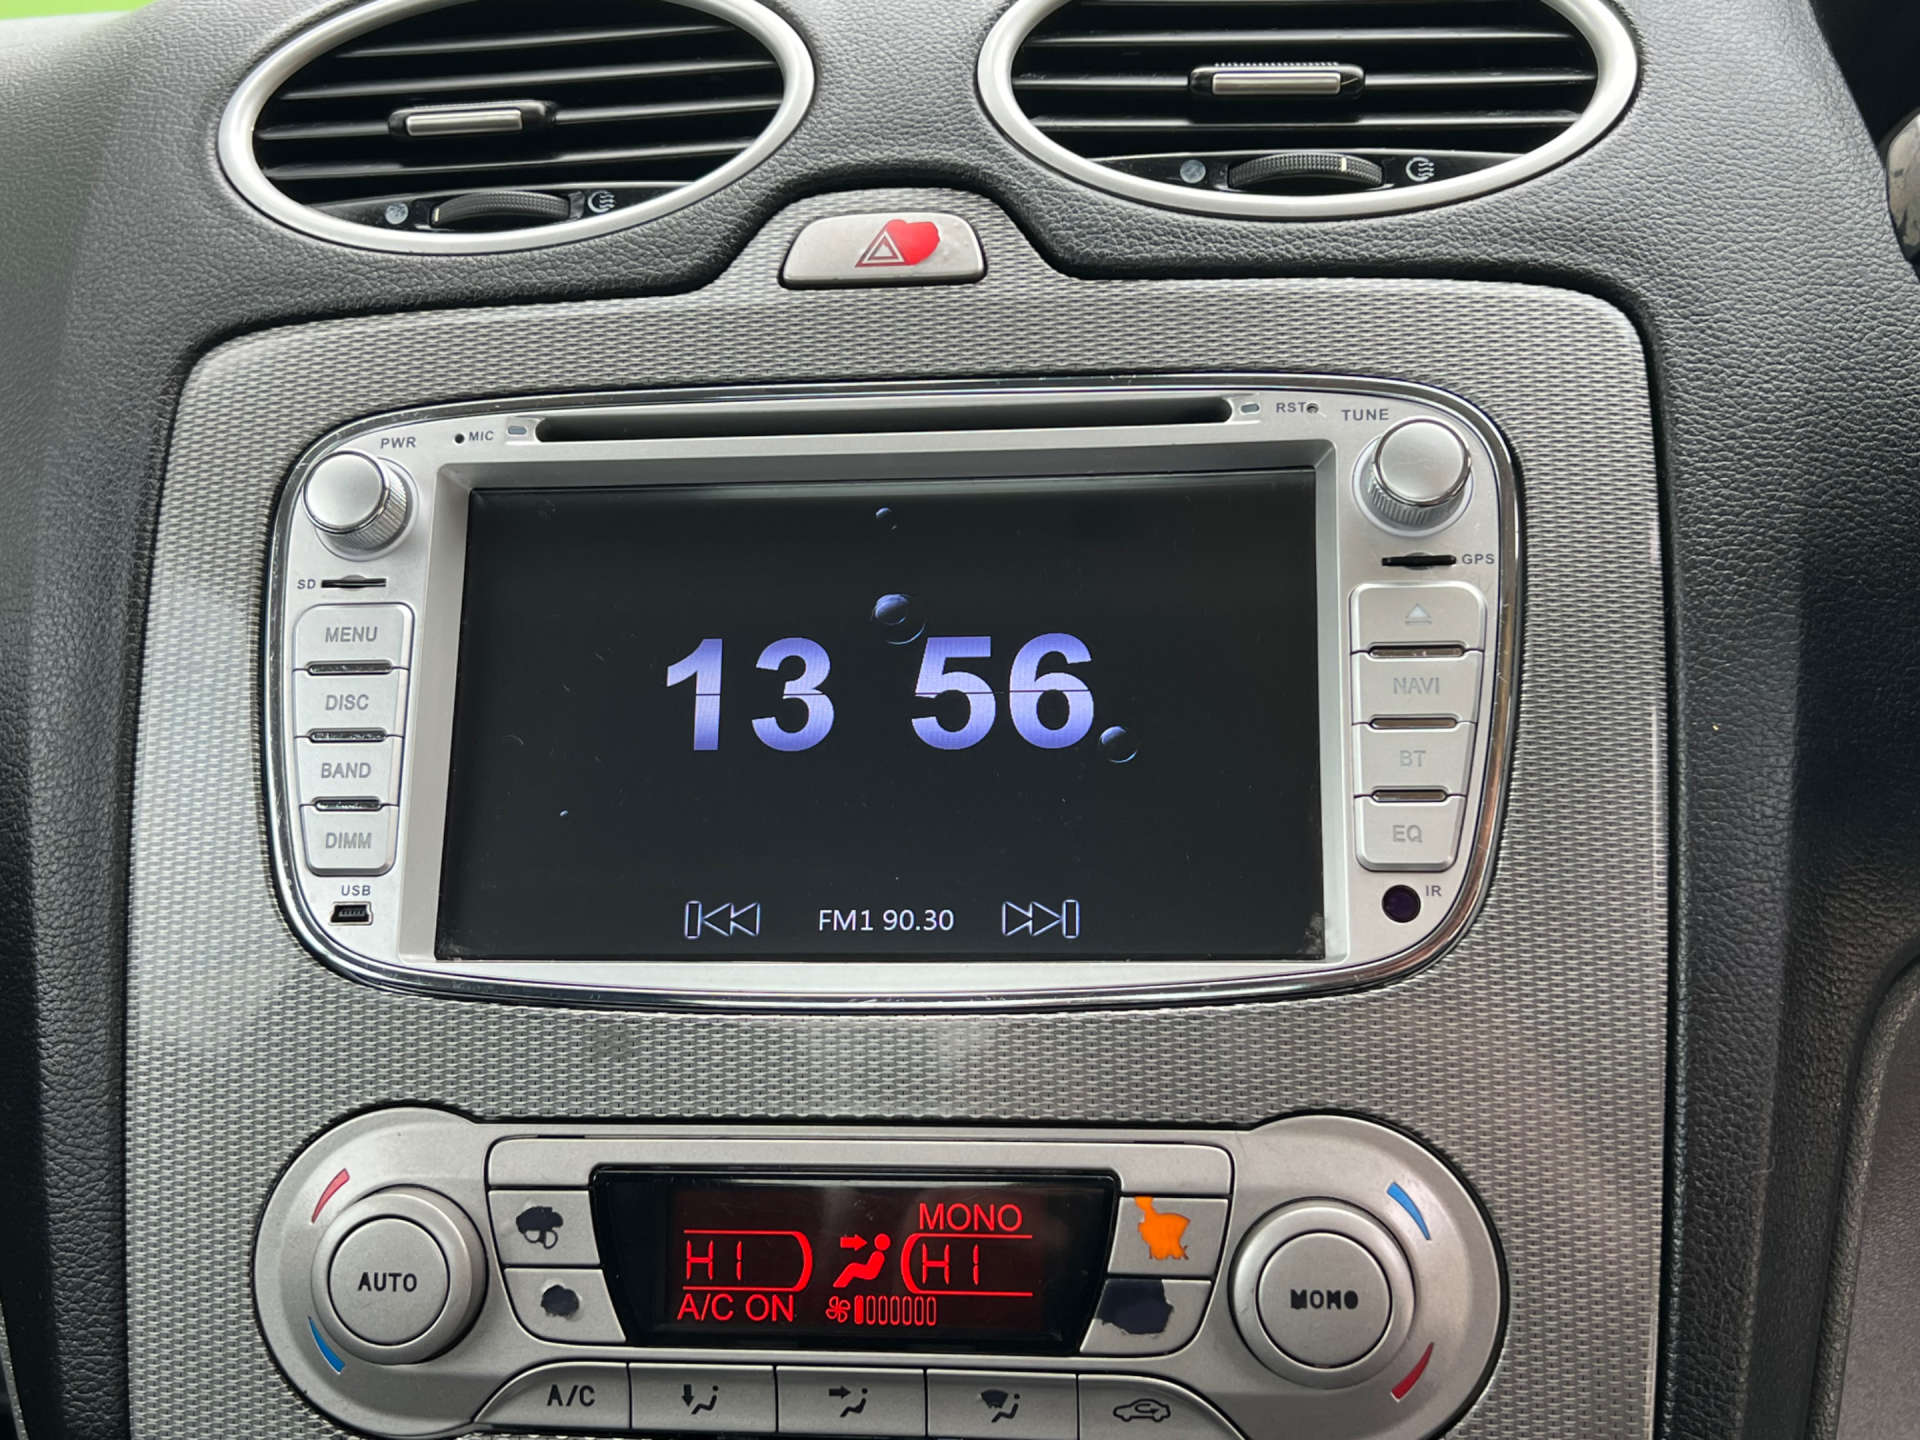 PWR
MIC
RST
TUNE
SD
GPS
MENU
DISC
NAVI
BAND
BT
DIMM
EQ
USB
IR
13 56
FM1 90.30
AUTO
MONO
HI HI
A/C ON
MONO
A/C